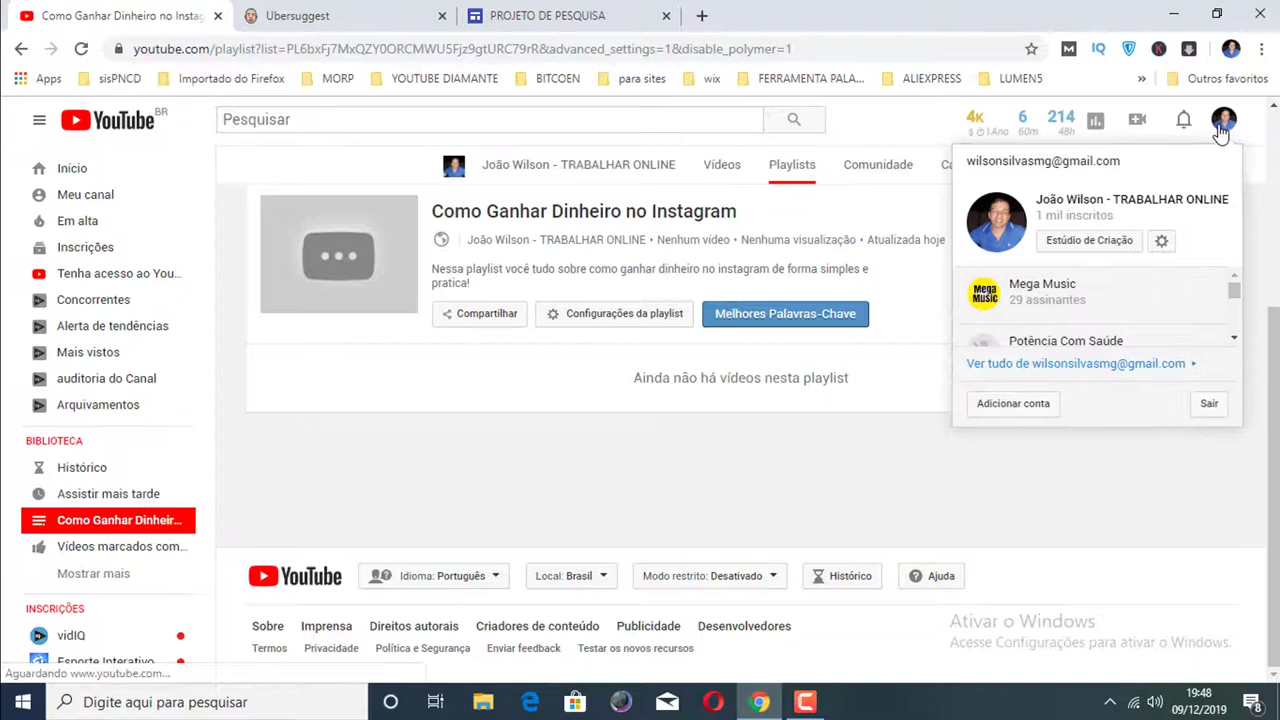 Como Ganhar Dinheiro no Instag
Ubersuggest
PROJETO DE PESQUISA
youtube.com/playlist?list=PL6bxFj7MxQZY0ORCMWU5Fjz9gtURC79rR&advanced_settings=1&disable_polymer=1
Apps
sisPNCD
Importado do Firefox
MORP
YOUTUBE DIAMANTE
BITCOEN
para sites
wix
FERRAMENTA PALA...
ALIEXPRESS
LUMEN5
Outros favoritos
YouTube BR
Pesquisar
4K
1 Ano
6
60m
214
48h
João Wilson - TRABALHAR ONLINE
Vídeos
Playlists
Comunidade
Ca
Início
Meu canal
Em alta
Inscrições
Tenha acesso ao You...
Concorrentes
Alerta de tendências
Mais vistos
auditoria do Canal
Arquivamentos
BIBLIOTECA
Histórico
Assistir mais tarde
Como Ganhar Dinheir...
Vídeos marcados com...
Mostrar mais
INSCRIÇÕES
vidIQ
Esporte Interativo
Como Ganhar Dinheiro no Instagram
João Wilson - TRABALHAR ONLINE • Nenhum vídeo • Nenhuma visualização • Atualizada hoje
Nessa playlist você tudo sobre como ganhar dinheiro no instagram de forma simples e
pratica!
Compartilhar
Configurações da playlist
Melhores Palavras-Chave
Ainda não há vídeos nesta playlist
wilsonsilvasmg@gmail.com
João Wilson - TRABALHAR ONLINE
1 mil inscritos
Estúdio de Criação
Mega Music
Mega Music
29 assinantes
Potência Com Saúde
Ver tudo de wilsonsilvasmg@gmail.com
Adicionar conta
Sair
YouTube
Idioma: Português
Local: Brasil
Modo restrito: Desativado
Histórico
Ajuda
Sobre
Imprensa
Direitos autorais
Criadores de conteúdo
Publicidade
Desenvolvedores
Termos
Privacidade
Política e Segurança
Enviar feedback
Testar os novos recursos
Ativar o Windows
Acesse Configurações para ativar o Windows.
Aguardando www.youtube.com...
Digite aqui para pesquisar
19:48
09/12/2019
8